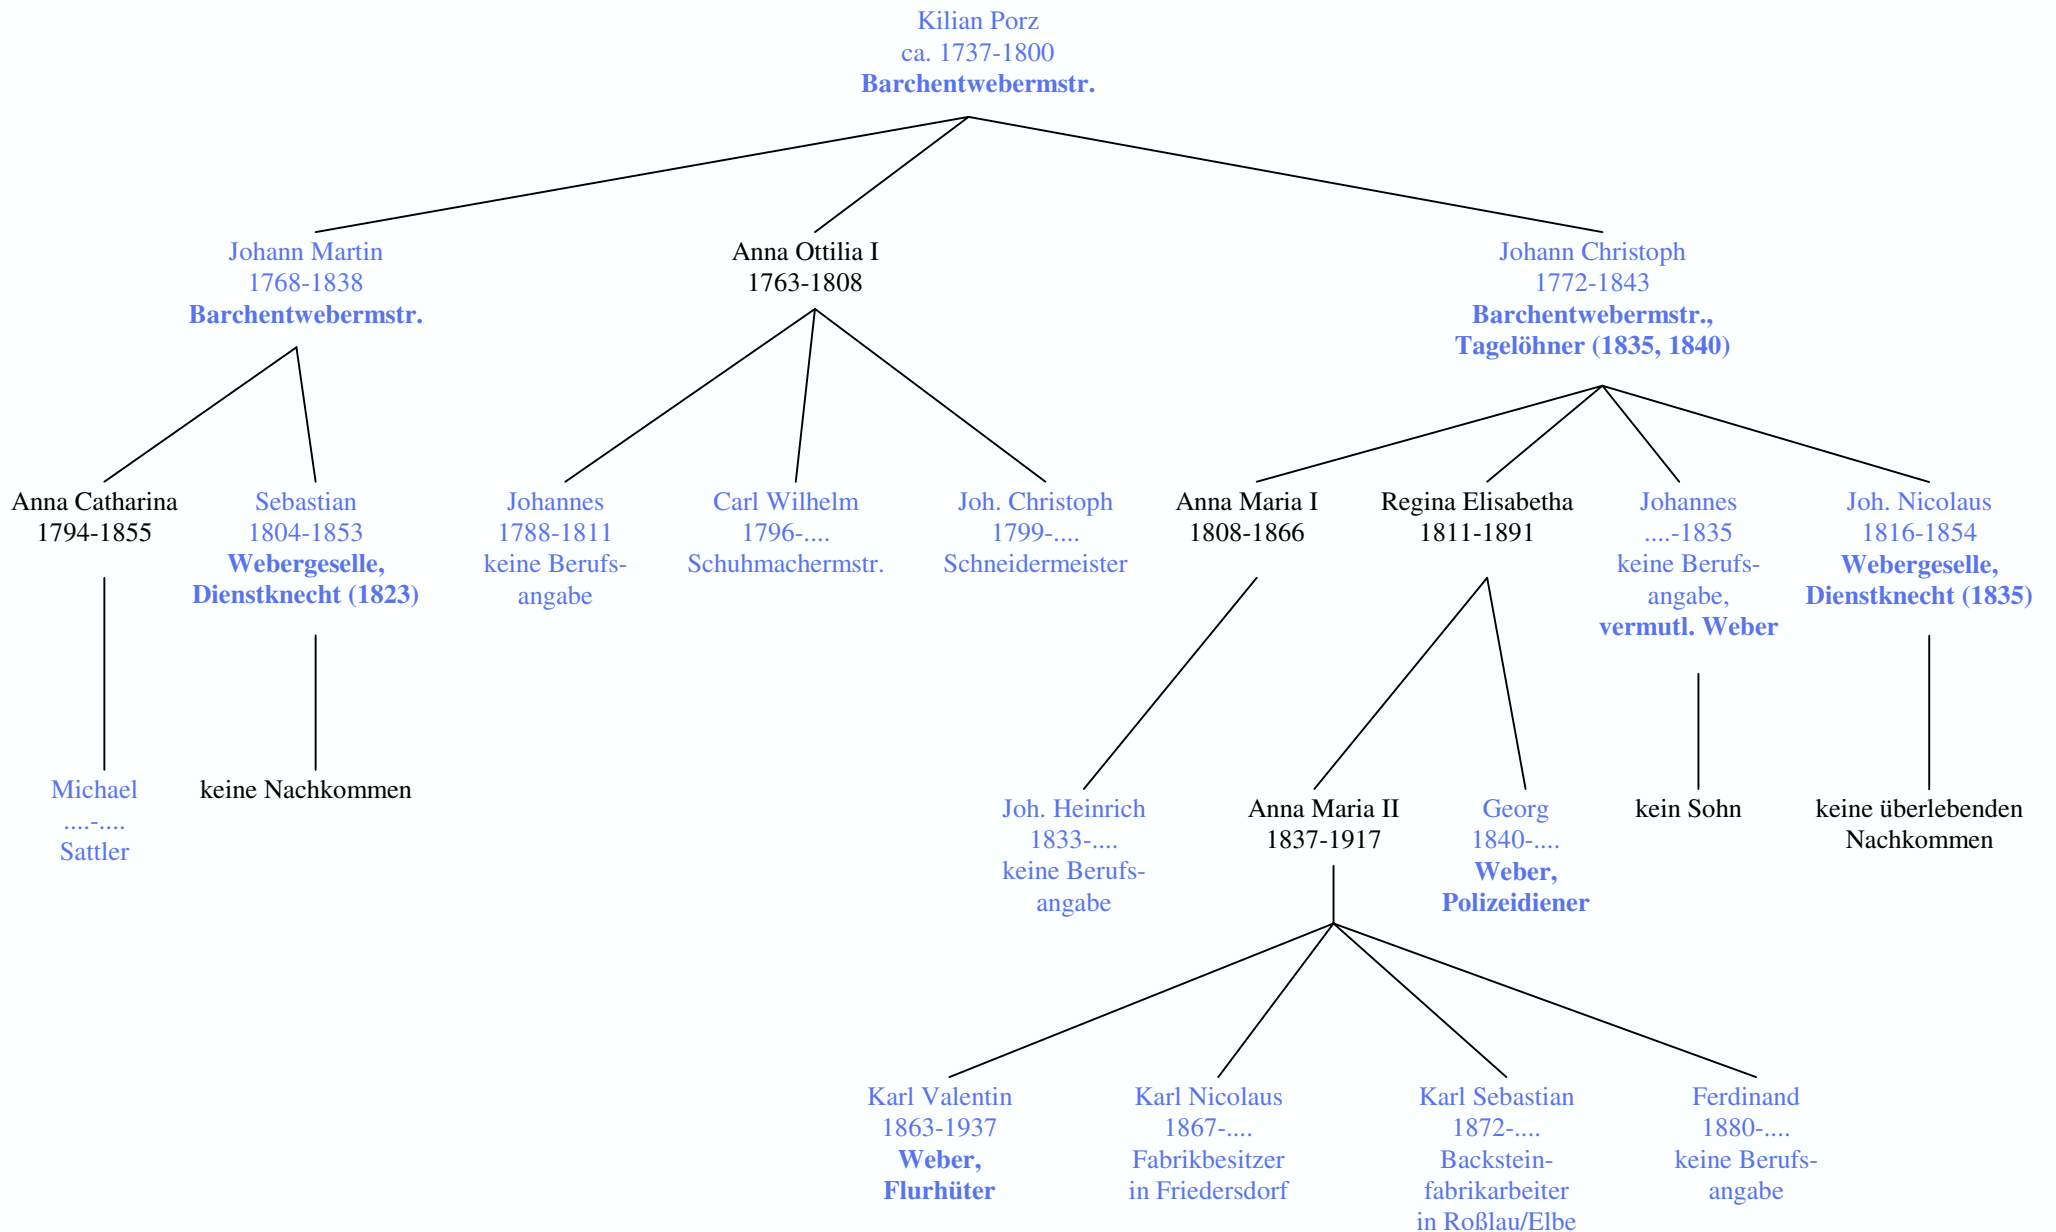 Kilian Porz
ca. 1737-1800
Barchentwebermstr.
Johann Martin
1768-1838
Barchentwebermstr.
Anna Ottilia I
1763-1808
Johann Christoph
1772-1843
Barchentwebermstr.,
Tagelöhner (1835, 1840)
Anna Catharina
1794-1855
Sebastian
1804-1853
Webergeselle,
Dienstknecht (1823)
Johannes
1788-1811
keine Berufs-
angabe
Carl Wilhelm
1796-....
Schuhmachermstr.
Joh. Christoph
1799-....
Schneidermeister
Anna Maria I
1808-1866
Regina Elisabetha
1811-1891
Johannes
....-1835
keine Berufs-
angabe,
vermutl. Weber
Joh. Nicolaus
1816-1854
Webergeselle,
Dienstknecht (1835)
Michael
....-....
Sattler
keine Nachkommen
Joh. Heinrich
1833-....
keine Berufs-
angabe
Anna Maria II
1837-1917
Georg
1840-....
Weber,
Polizeidiener
kein Sohn
keine überlebenden
Nachkommen
Karl Valentin
1863-1937
Weber,
Flurhüter
Karl Nicolaus
1867-....
Fabrikbesitzer
in Friedersdorf
Karl Sebastian
1872-....
Backstein-
fabrikarbeiter
in Roßlau/Elbe
Ferdinand
1880-....
keine Berufs-
angabe